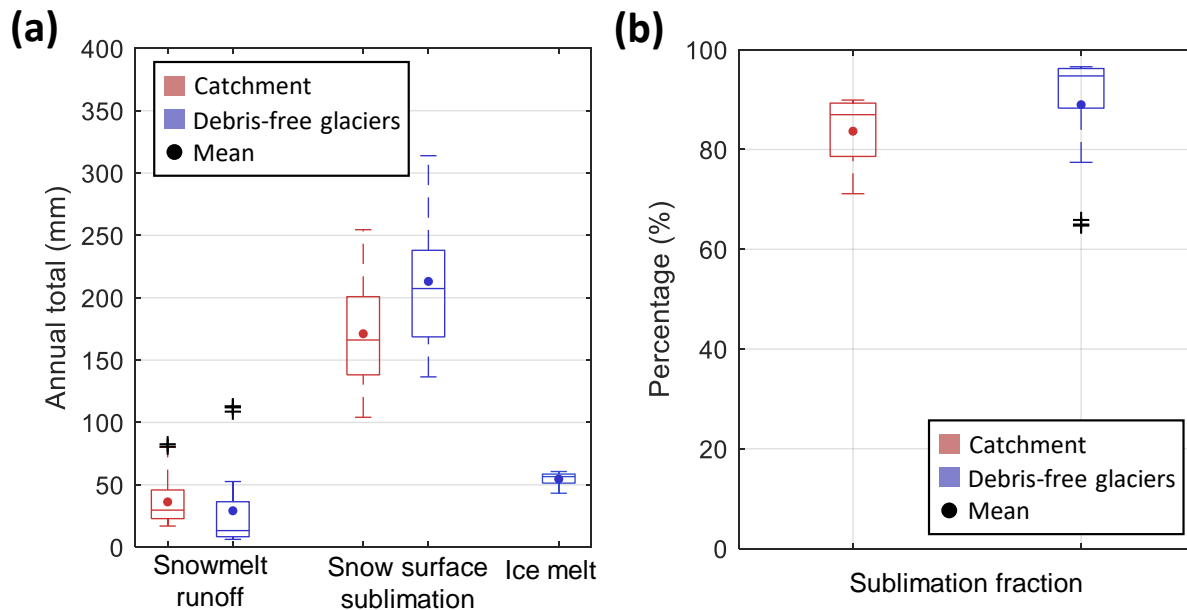 (a)
Annual total (mm)
400
350
300
250
200
150
100
50
0
Catchment
Debris-free glaciers
Mean
Snowmelt
runoff
Snow surface
sublimation
Ice melt
(b)
Percentage (%)
100
80
60
40
20
0
Catchment
Debris-free glaciers
Mean
Sublimation fraction